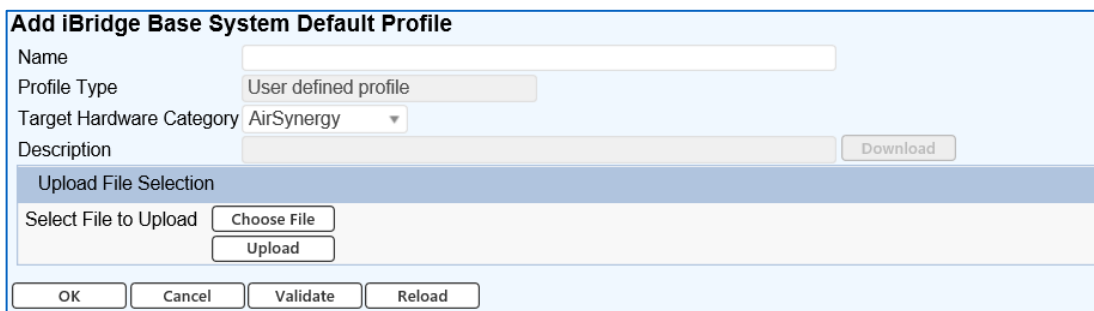 Add iBridge Base System Default Profile
Name
Profile Type User defined profile
Target Hardware Category AirSynergy
Description Download
Upload File Selection
Select File to Upload Choose File
Upload
OK Cancel Validate Reload